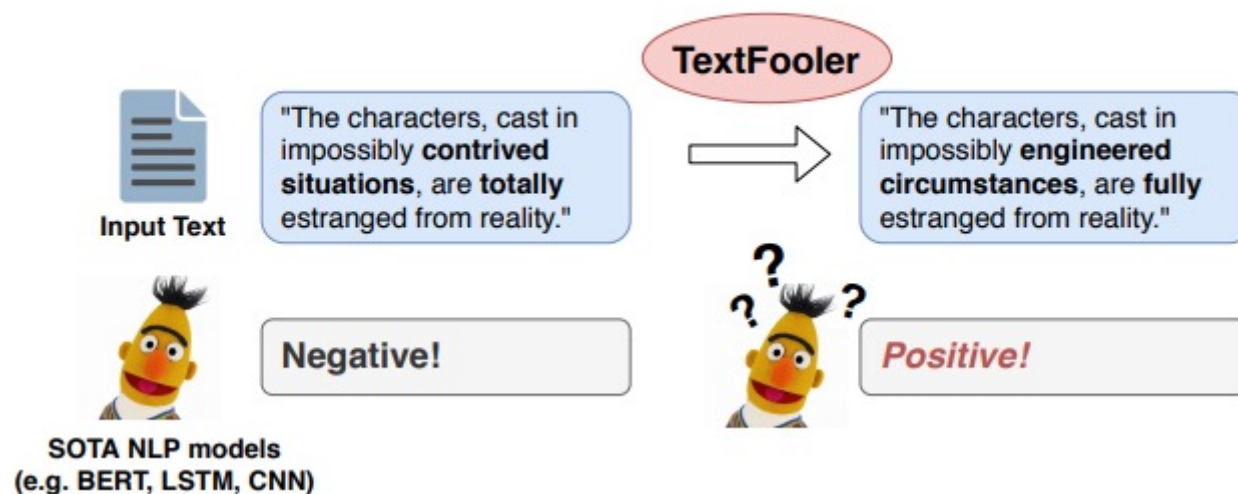 TextFooler
"The characters, cast in
impossibly contrived
situations, are totally
estranged from reality."
"The characters, cast in
impossibly engineered
circumstances, are fully
estranged from reality."
Input Text
? ? ?
Negative!
Positive!
SOTA NLP models
(e.g. BERT, LSTM, CNN)